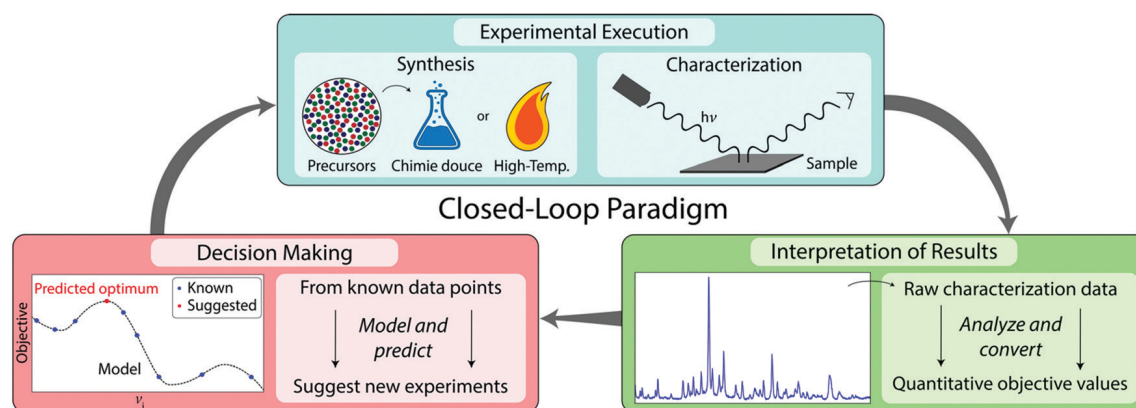 Experimental Execution
Synthesis
Precursors
Chimie douce
or
High-Temp.
Characterization
hν
Sample
Closed-Loop Paradigm
Decision Making
Predicted optimum
Known
Suggested
Objective
Model
νi
From known data points
Model and
predict
Suggest new experiments
Interpretation of Results
Raw characterization data
Analyze and
convert
Quantitative objective values